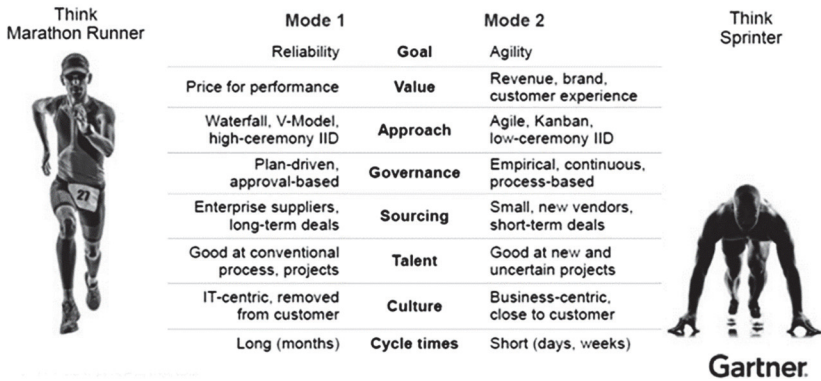 Think
Marathon Runner
Mode 1
Mode 2
Think
Sprinter
Reliability
Goal
Agility
Price for performance
Value
Revenue, brand,
customer experience
Waterfall, V-Model,
high-ceremony IID
Approach
Agile, Kanban,
low-ceremony IID
Plan-driven,
approval-based
Governance
Empirical, continuous,
process-based
Enterprise suppliers,
long-term deals
Sourcing
Small, new vendors,
short-term deals
Good at conventional
process, projects
Talent
Good at new and
uncertain projects
IT-centric, removed
from customer
Culture
Business-centric,
close to customer
Long (months)
Cycle times
Short (days, weeks)
27
Gartner.